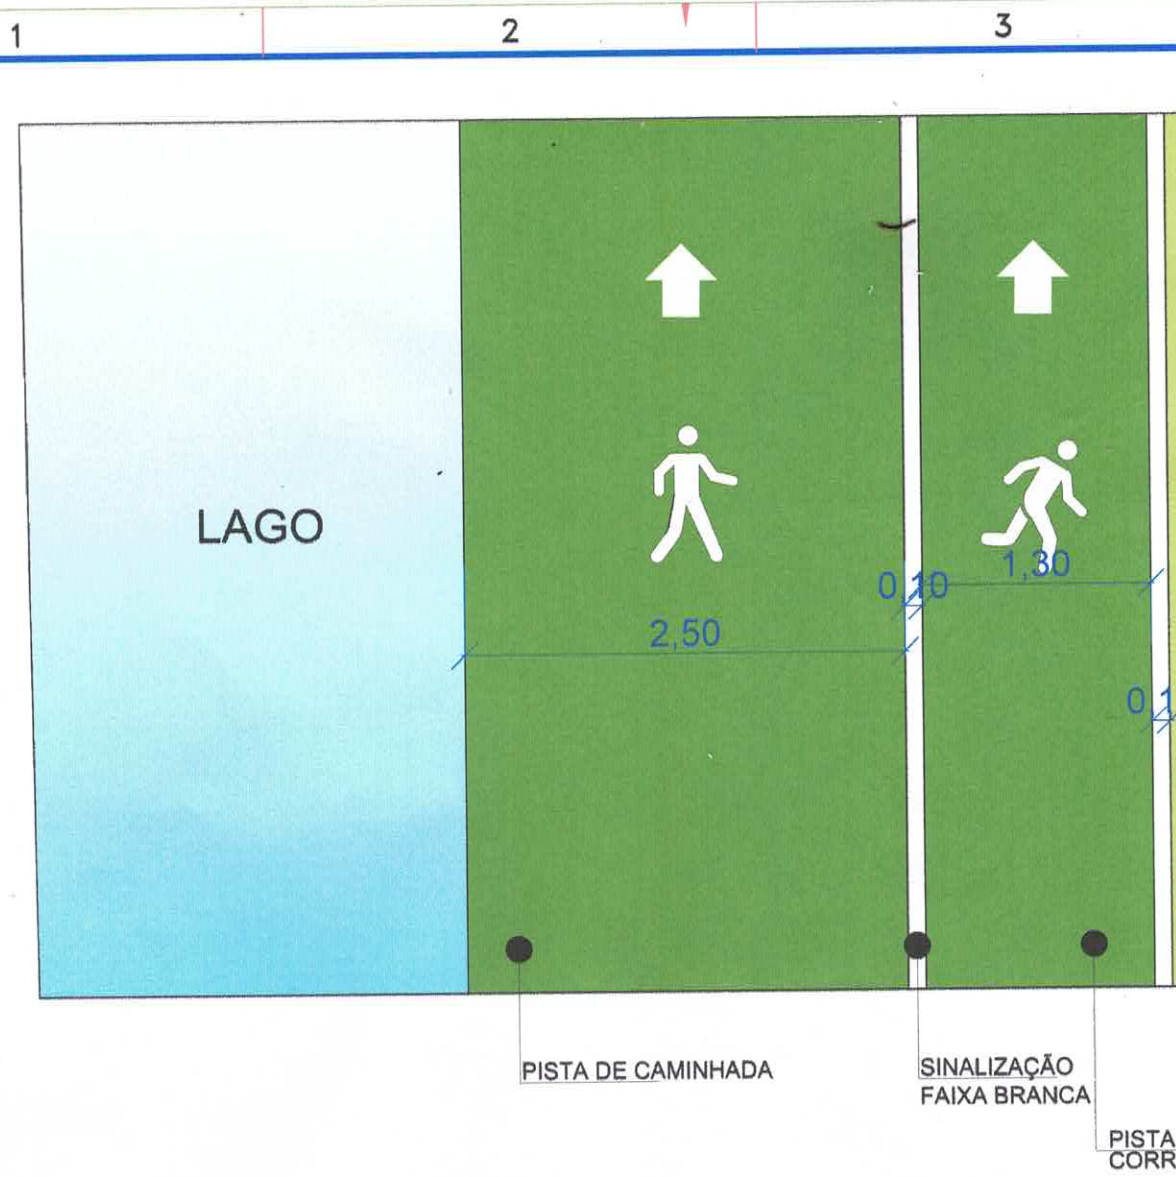 1 2 3
LAGO
1,30
0,10
2,50
PISTA DE CAMINHADA
SINALIZAÇÃO
FAIXA BRANCA
PISTA